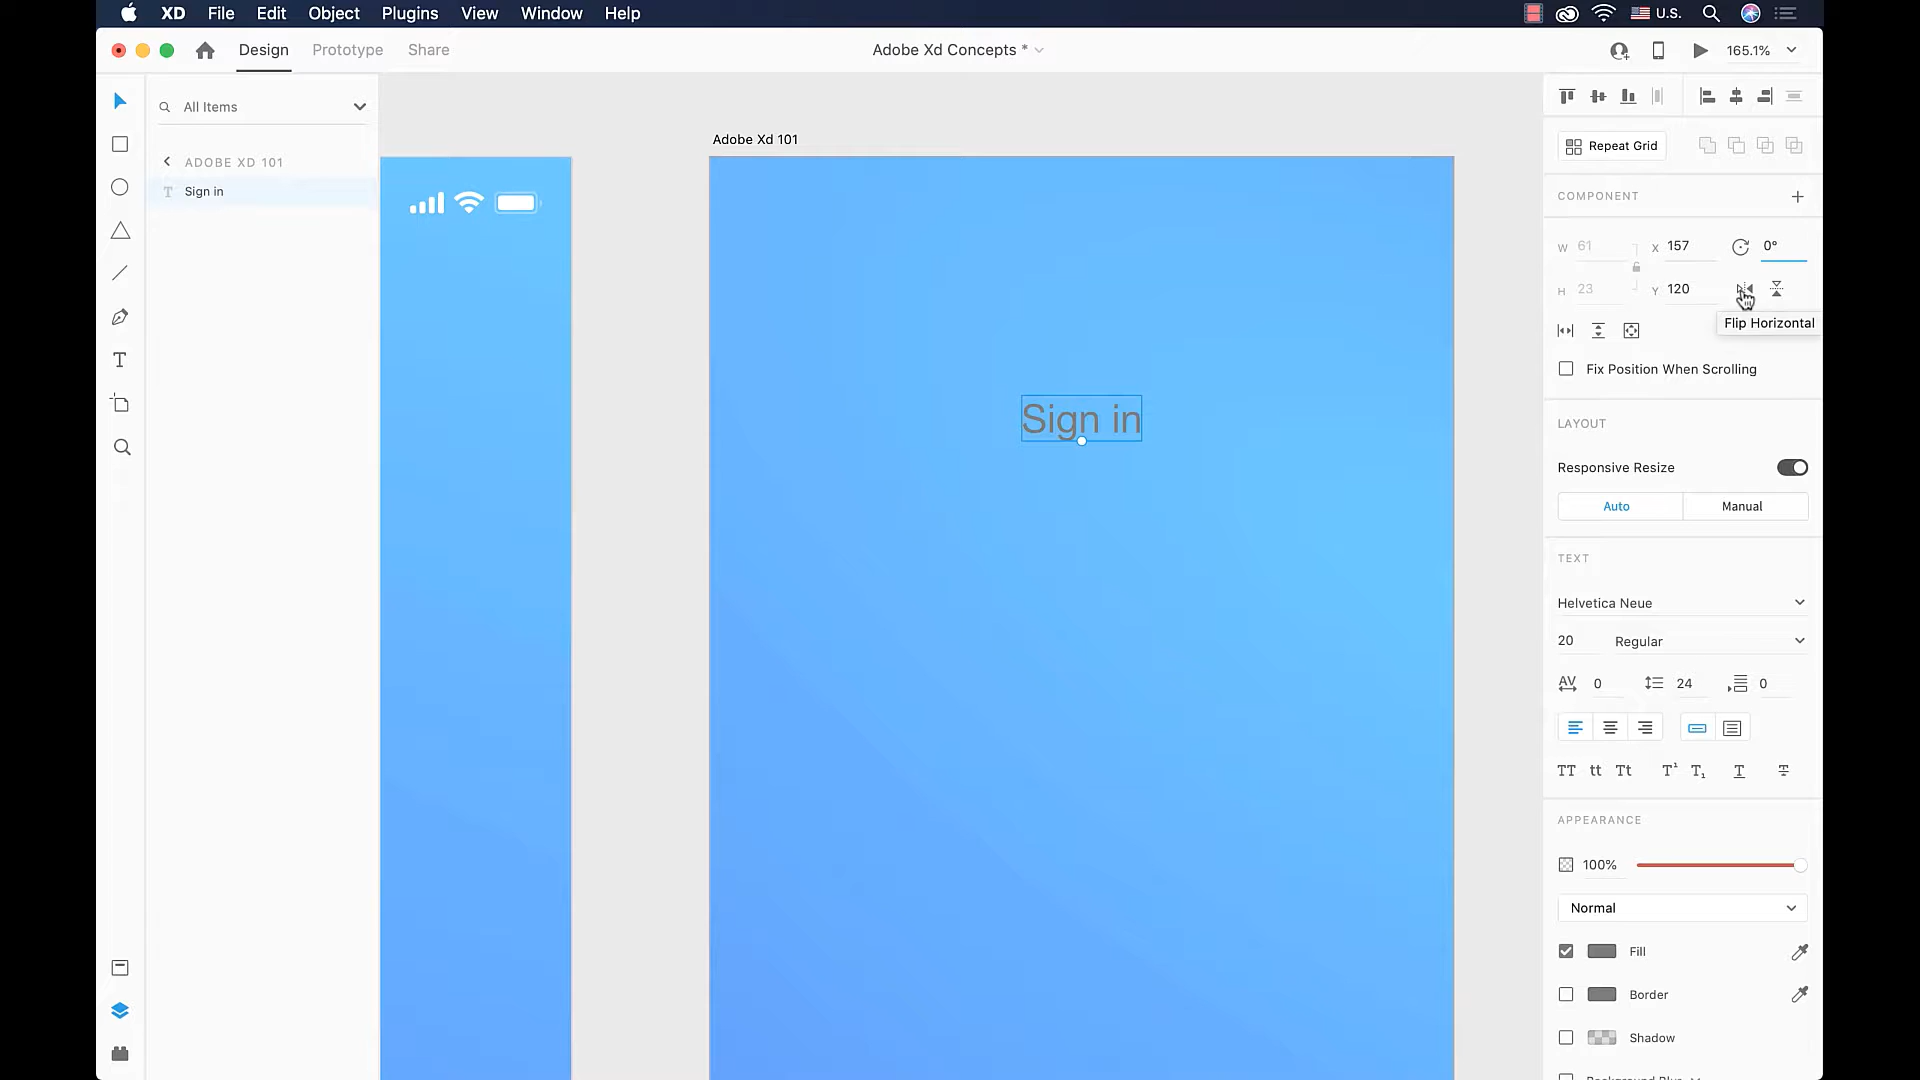 XD File Edit Object Plugins View Window Help U.S.
Design Prototype Share Adobe Xd Concepts * 165.1%
All Items
ADOBE XD 101
Sign in
Adobe Xd 101
Sign in
Repeat Grid
COMPONENT
W 61 X 157 0°
H 23 Y 120
Flip Horizontal
Fix Position When Scrolling
LAYOUT
Responsive Resize
Auto Manual
TEXT
Helvetica Neue
20 Regular
AV 0 24 0
TT tt Tt T¹ T₁ T T
APPEARANCE
100%
Normal
Fill
Border
Shadow